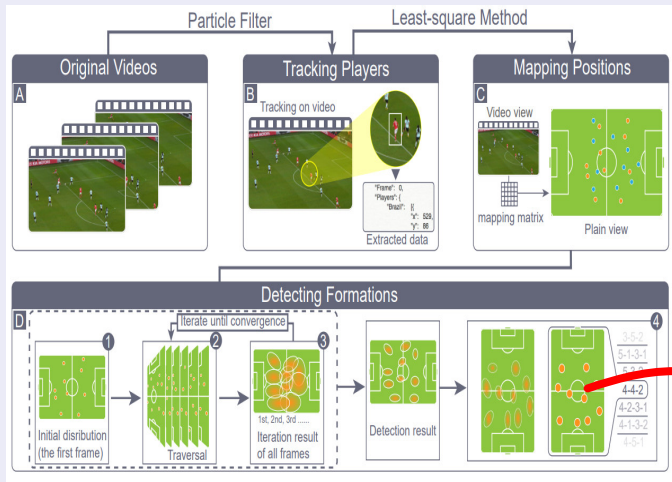 Particle Filter
Least-square Method
Original Videos
Tracking Players
Mapping Positions
A
B
C
Tracking on video
"Frame": 0,
"Players": {
"Brazil": [{
"x": 529,
"y": 86
Extracted data
Video view
mapping matrix
Plain view
Detecting Formations
D
Iterate until convergence
1
2
3
4
Initial disribution
(the first frame)
Traversal
1st, 2nd, 3rd ......
Iteration result
of all frames
Detection result
3-5-2
5-1-3-1
5-3-2
4-4-2
4-2-3-1
4-1-3-2
4-5-1